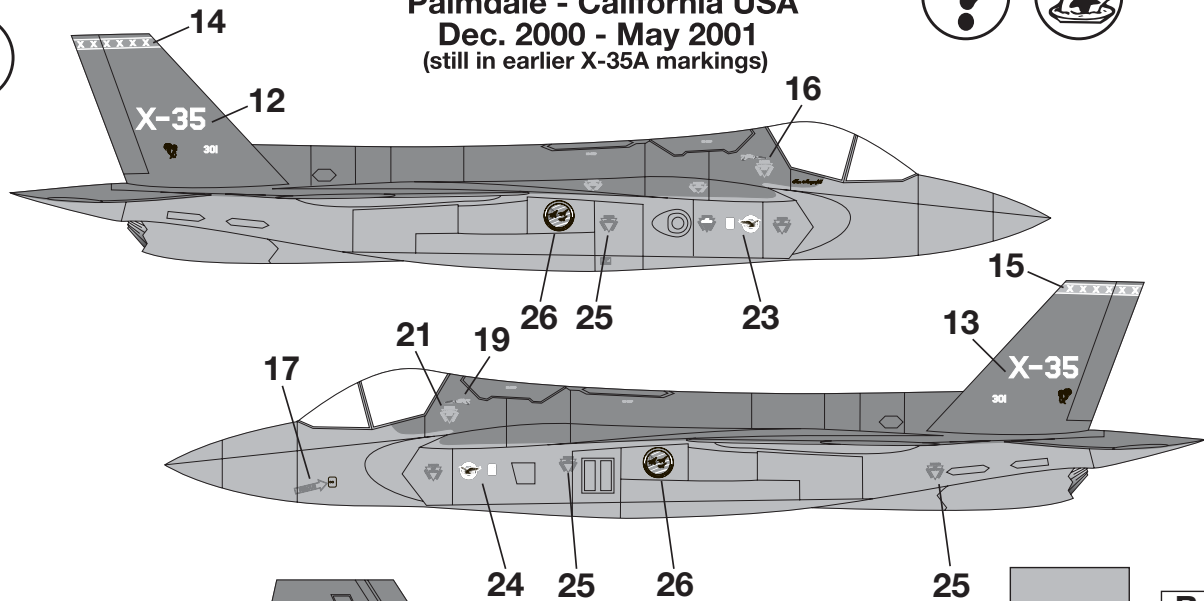 Palmdale - California USA
Dec. 2000 - May 2001
(still in earlier X-35A markings)
14
X X X X X X
12
X-35
301
16
26
25
23
15
X X X X X X
13
X-35
301
21
19
17
24
25
26
25